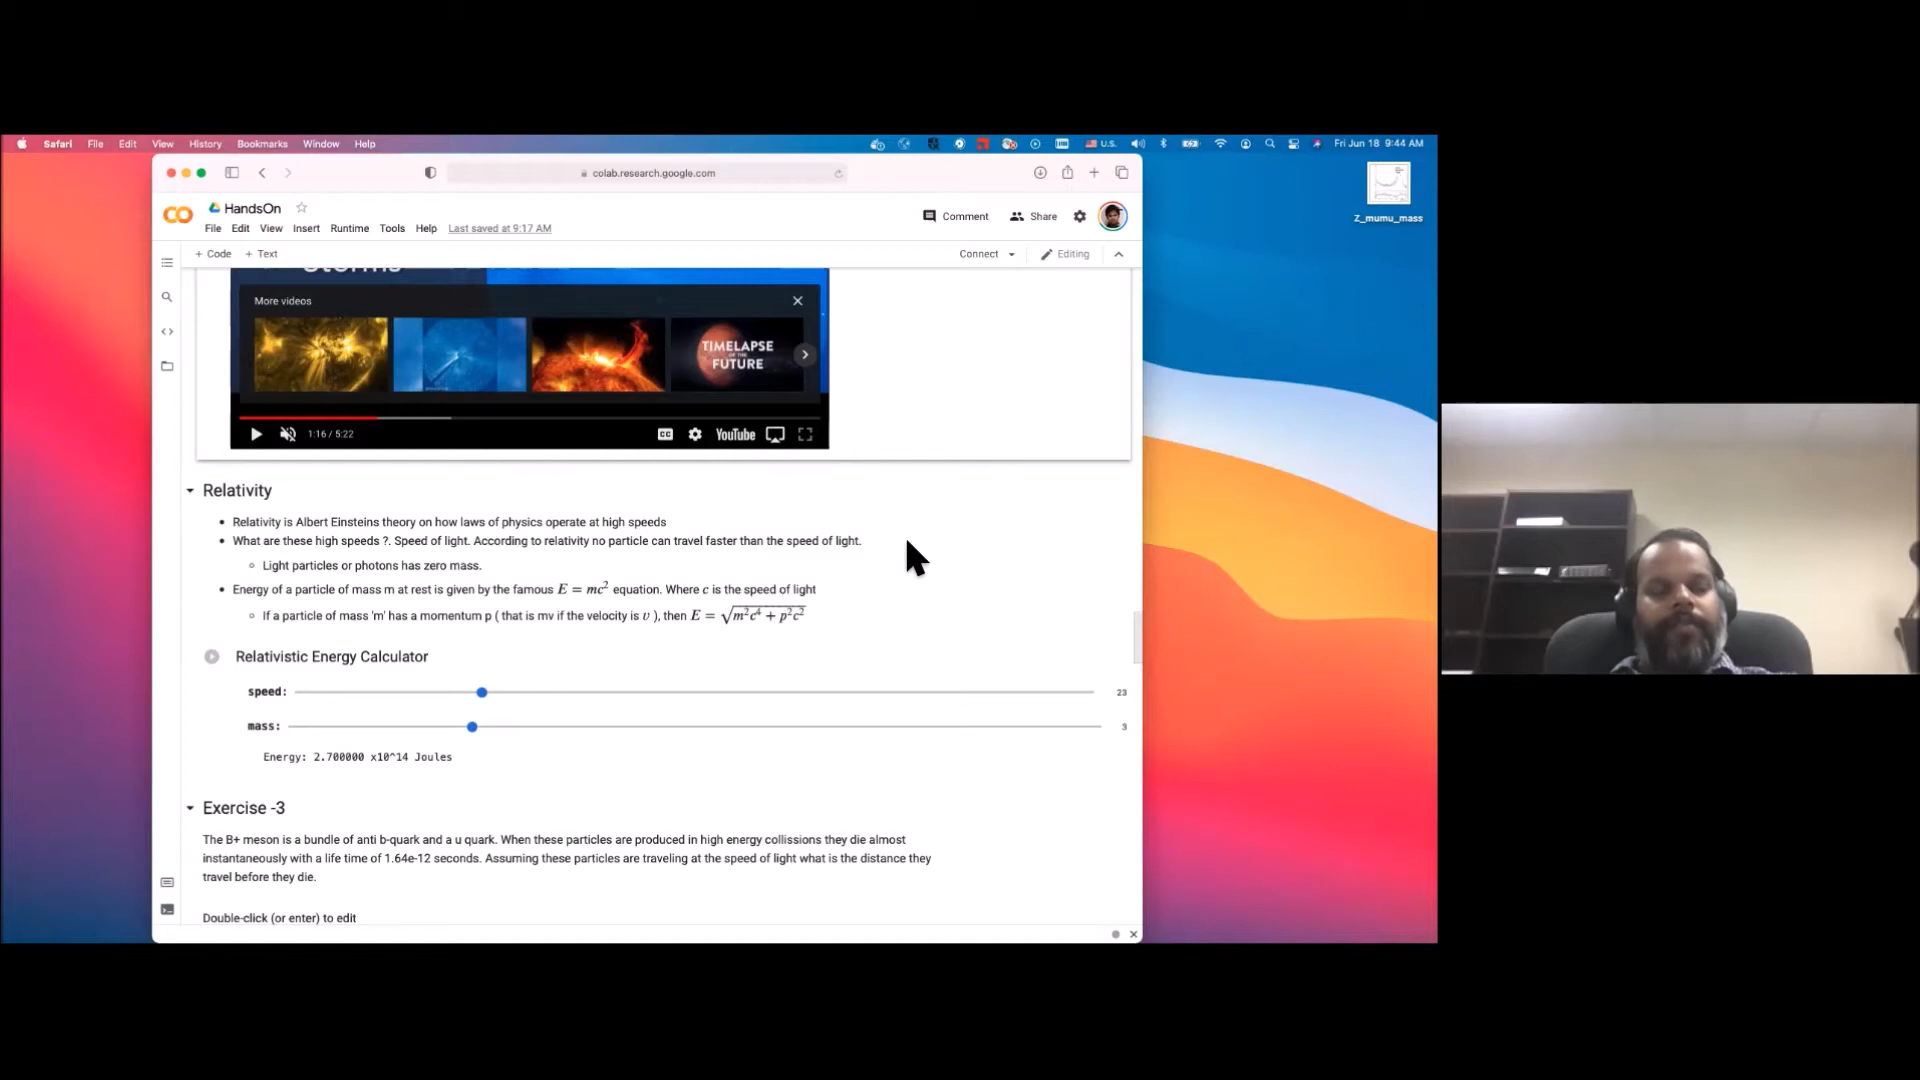 Safari File Edit View History Bookmarks Window Help
U.S. Fri Jun 18 9:44 AM
colab.research.google.com
Z_mumu_mass
HandsOn
Comment Share
File Edit View Insert Runtime Tools Help Last saved at 9:17 AM
+ Code + Text Connect Editing
Storms
More videos
TIMELAPSE
OF THE
FUTURE
1:16 / 5:22 CC YouTube
Relativity
Relativity is Albert Einsteins theory on how laws of physics operate at high speeds
What are these high speeds ?. Speed of light. According to relativity no particle can travel faster than the speed of light.
Light particles or photons has zero mass.
Energy of a particle of mass m at rest is given by the famous E = mc² equation. Where c is the speed of light
If a particle of mass 'm' has a momentum p ( that is mv if the velocity is v ), then E = √m²c⁴ + p²c²
Relativistic Energy Calculator
speed: 23
mass: 3
Energy: 2.700000 x10^14 Joules
Exercise -3
The B+ meson is a bundle of anti b-quark and a u quark. When these particles are produced in high energy collissions they die almost
instantaneously with a life time of 1.64e-12 seconds. Assuming these particles are traveling at the speed of light what is the distance they
travel before they die.
Double-click (or enter) to edit